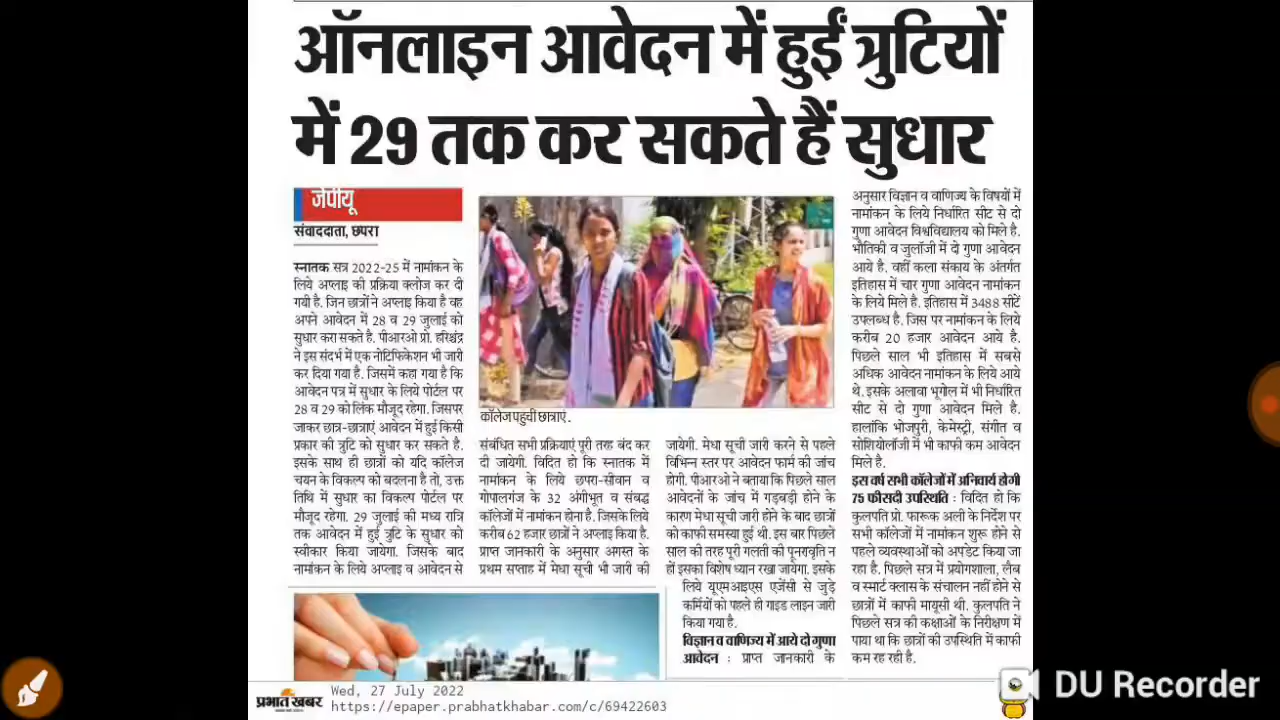 ऑनलाइन आवेदन में हुईं त्रुटियों
में 29 तक कर सकते हैं सुधार
जेपीयू
संवाददाता, छपरा
स्नातक सत्र 2022-25 में नामांकन के
लिये अप्लाइ की प्रक्रिया क्लोज कर दी
गयी है. जिन छात्रों ने अप्लाइ किया है वह
अपने आवेदन में 28 व 29 जुलाई को
सुधार करा सकते है. पीआरओ प्रो. हरिश्चंद्र
ने इस संदर्भ में एक नोटिफिकेशन भी जारी
कर दिया गया है. जिसमें कहा गया है कि
आवेदन पत्र में सुधार के लिये पोर्टल पर
28 व 29 को लिंक मौजूद रहेगा. जिसपर
जाकर छात्र-छात्राएं आवेदन में हुई किसी
प्रकार की त्रुटि को सुधार कर सकते है.
इसके साथ ही छात्रों को यदि कॉलेज
चयन के विकल्प को बदलना है तो, उक्त
तिथि में सुधार का विकल्प पोर्टल पर
मौजूद रहेगा. 29 जुलाई की मध्य रात्रि
तक आवेदन में हुई त्रुटि के सुधार को
स्वीकार किया जायेगा. जिसके बाद
नामांकन के लिये अप्लाइ व आवेदन से
कॉलेज पहुची छात्राएं.
संबंधित सभी प्रक्रियाएं पूरी तरह बंद कर
दी जायेगी. विदित हो कि स्नातक में
नामांकन के लिये छपरा-सीवान व
गोपालगंज के 32 अंगीभूत व संबद्ध
कॉलेजों में नामांकन होना है. जिसके लिये
करीब 62 हजार छात्रों ने अप्लाइ किया है.
प्राप्त जानकारी के अनुसार अगस्त के
प्रथम सप्ताह में मेधा सूची भी जारी की
जायेगी. मेधा सूची जारी करने से पहले
विभिन्न स्तर पर आवेदन फार्म की जांच
होगी. पीआरओ ने बताया कि पिछले साल
आवेदनों के जांच में गड़बड़ी होने के
कारण मेधा सूची जारी होने के बाद छात्रों
को काफी समस्या हुई थी. इस बार पिछले
साल की तरह पूरी गलती की पूनरावृति न
हों इसका विशेष ध्यान रखा जायेगा. इसके
लिये यूएमआइएस एजेंसी से जुड़े
कर्मियों को पहले ही गाइड लाइन जारी
किया गया है.
विज्ञान व वाणिज्य में आये दो गुणा
आवेदन : प्राप्त जानकारी के
अनुसार विज्ञान व वाणिज्य के विषयों में
नामांकन के लिये निर्धारित सीट से दो
गुणा आवेदन विश्वविद्यालय को मिले है.
भौतिकी व जुलॉजी में दो गुणा आवेदन
आये है. वहीं कला संकाय के अंतर्गत
इतिहास में चार गुणा आवेदन नामांकन
के लिये मिले है. इतिहास में 3488 सीटें
उपलब्ध है. जिस पर नामांकन के लिये
करीब 20 हजार आवेदन आये है.
पिछले साल भी इतिहास में सबसे
अधिक आवेदन नामांकन के लिये आये
थे. इसके अलावा भूगोल में भी निर्धारित
सीट से दो गुणा आवेदन मिले है.
हालांकि भोजपुरी, केमेस्ट्री, संगीत व
सोशियोलॉजी में भी काफी कम आवेदन
मिले है.
इस वर्ष सभी कॉलेजों में अनिवार्य होगी
75 फीसदी उपस्थिति : विदित हो कि
कुलपति प्रो. फारूक अली के निर्देश पर
सभी कॉलेजों में नामांकन शुरू होने से
पहले व्यवस्थाओं को अपडेट किया जा
रहा है. पिछले सत्र में प्रयोगशाला, लैब
व स्मार्ट क्लास के संचालन नहीं होने से
छात्रों में काफी मायूसी थी. कुलपति ने
पिछले सत्र की कक्षाओं के निरीक्षण में
पाया था कि छात्रों की उपस्थिति में काफी
कम रह रही है.
प्रभात खबर
Wed, 27 July 2022
https://epaper.prabhatkhabar.com/c/69422603
DU Recorder